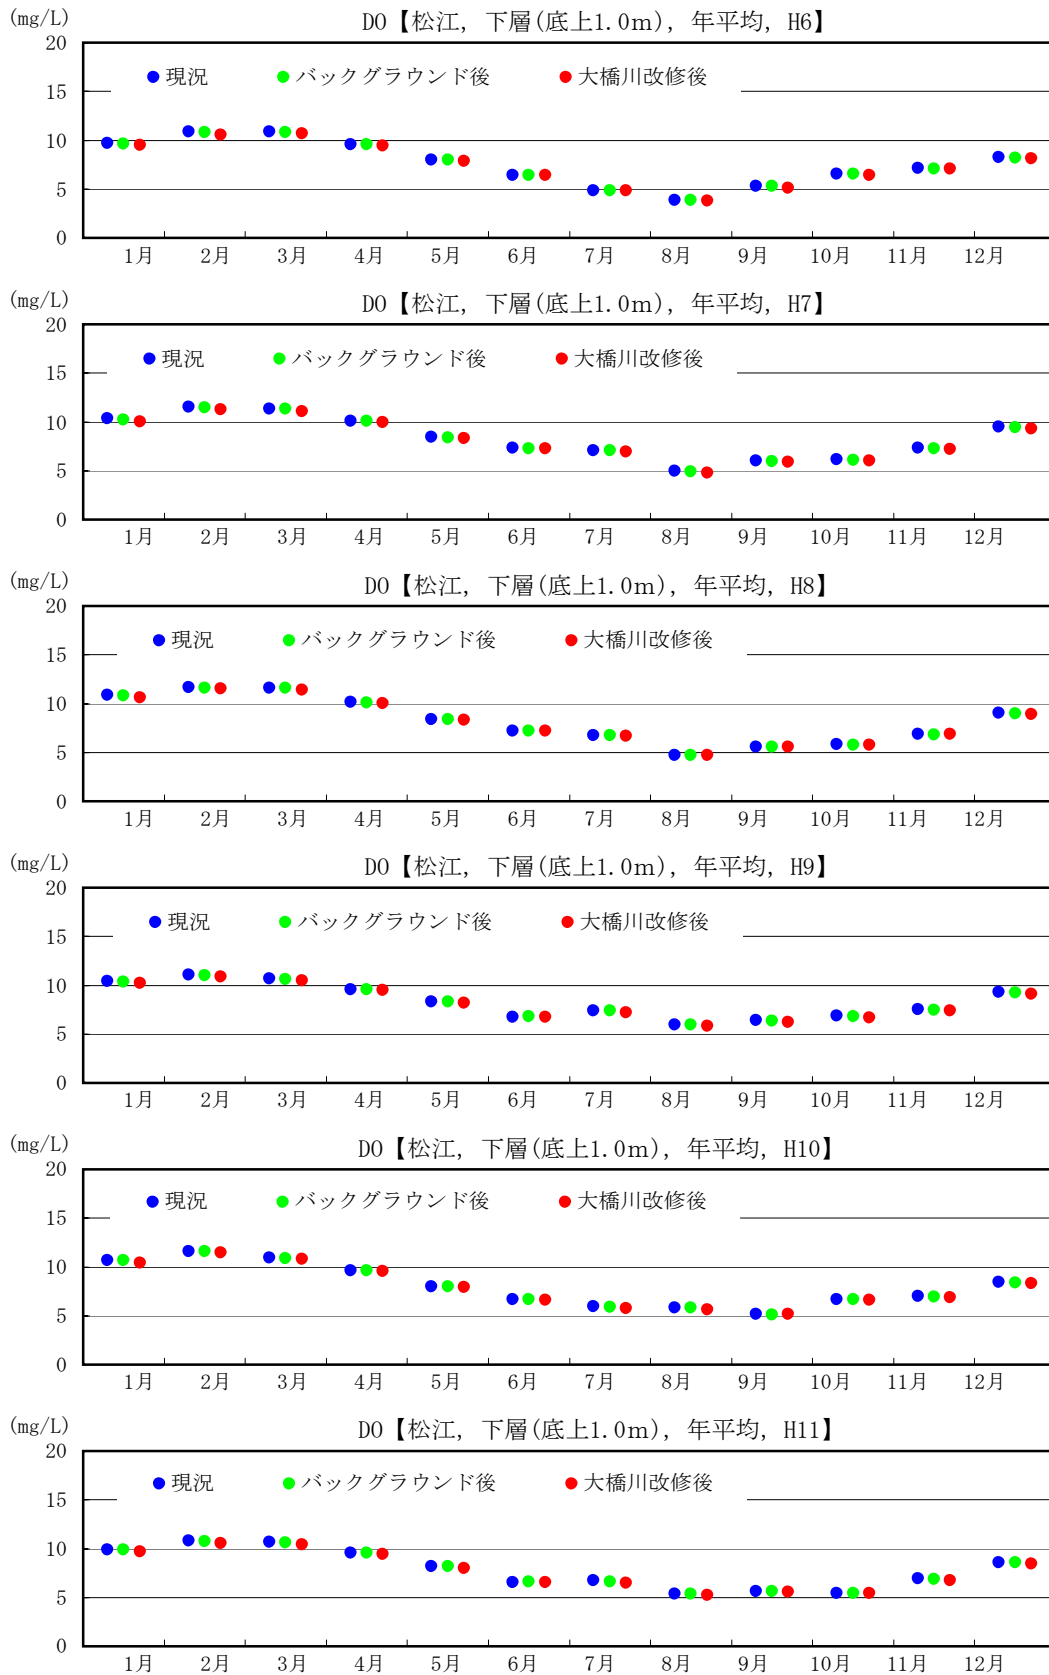 (mg/L) DO【松江, 下層(底上1.0m), 年平均, H6】
20
● 現況 ● バックグラウンド後 ● 大橋川改修後
15
10
5
0
1月 2月 3月 4月 5月 6月 7月 8月 9月 10月 11月 12月
(mg/L) DO【松江, 下層(底上1.0m), 年平均, H7】
20
● 現況 ● バックグラウンド後 ● 大橋川改修後
15
10
5
0
1月 2月 3月 4月 5月 6月 7月 8月 9月 10月 11月 12月
(mg/L) DO【松江, 下層(底上1.0m), 年平均, H8】
20
● 現況 ● バックグラウンド後 ● 大橋川改修後
15
10
5
0
1月 2月 3月 4月 5月 6月 7月 8月 9月 10月 11月 12月
(mg/L) DO【松江, 下層(底上1.0m), 年平均, H9】
20
● 現況 ● バックグラウンド後 ● 大橋川改修後
15
10
5
0
1月 2月 3月 4月 5月 6月 7月 8月 9月 10月 11月 12月
(mg/L) DO【松江, 下層(底上1.0m), 年平均, H10】
20
● 現況 ● バックグラウンド後 ● 大橋川改修後
15
10
5
0
1月 2月 3月 4月 5月 6月 7月 8月 9月 10月 11月 12月
(mg/L) DO【松江, 下層(底上1.0m), 年平均, H11】
20
● 現況 ● バックグラウンド後 ● 大橋川改修後
15
10
5
0
1月 2月 3月 4月 5月 6月 7月 8月 9月 10月 11月 12月